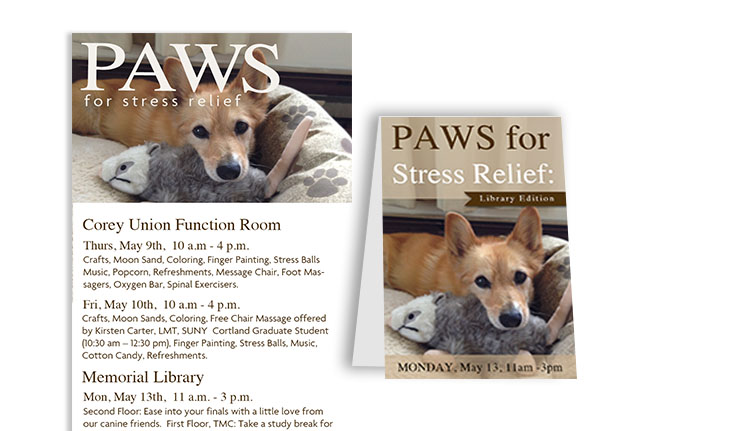 PAWS
for stress relief
Corey Union Function Room
Thurs, May 9th, 10 a.m - 4 p.m.
Crafts, Moon Sand, Coloring, Finger Painting, Stress Balls
Music, Popcorn, Refreshments, Message Chair, Foot Mas-
sagers, Oxygen Bar, Spinal Exercisers.
Fri, May 10th, 10 a.m - 4 p.m.
Crafts, Moon Sands, Coloring, Free Chair Massage offered
by Kirsten Carter, LMT, SUNY Cortland Graduate Student
(10:30 am – 12:30 pm), Finger Painting, Stress Balls, Music,
Cotton Candy, Refreshments.
Memorial Library
Mon, May 13th, 11 a.m. - 3 p.m.
Second Floor: Ease into your finals with a little love from
our canine friends. First Floor, TMC: Take a study break for
PAWS for
Stress Relief:
Library Edition
MONDAY, May 13, 11am -3pm